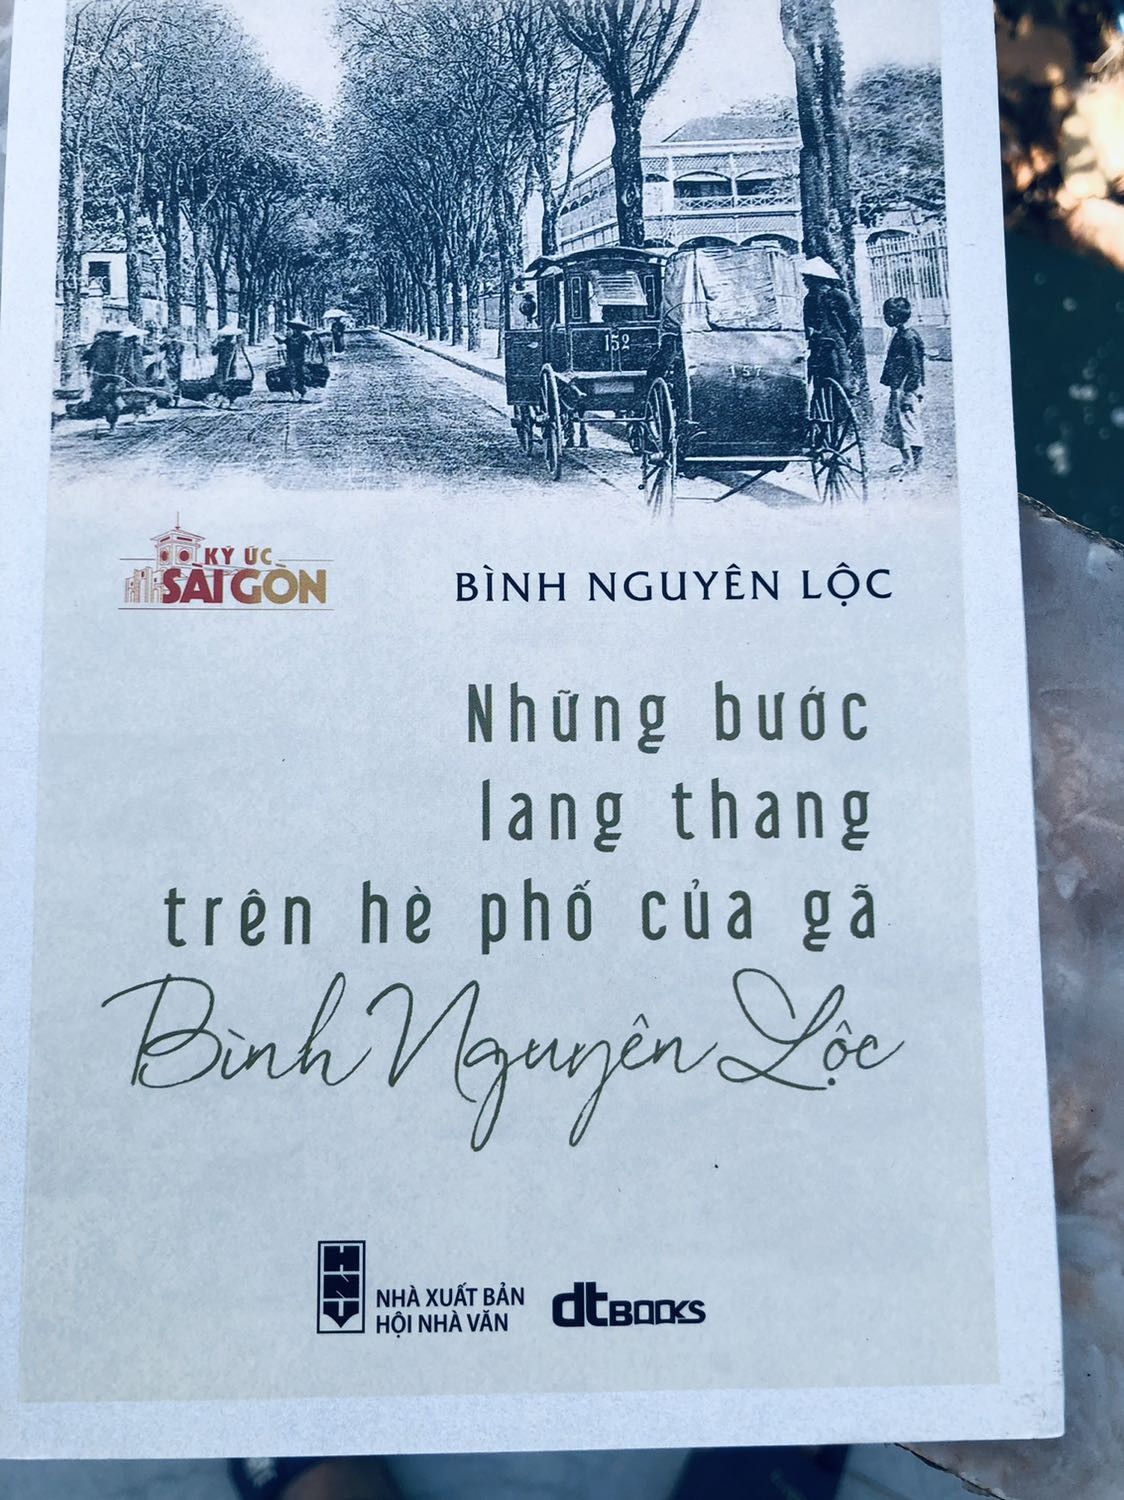 152
157
KÝ ỨC
SÀI GÒN
BÌNH NGUYÊN LỘC
Những bước
lang thang
trên hè phố của gã
Bình Nguyên Lộc
HNV
NHÀ XUẤT BẢN
HỘI NHÀ VĂN
dtBOOKS